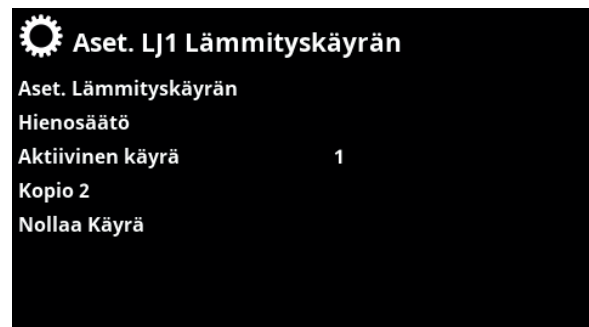 Aset. LJ1 Lämmityskäyrän
Aset. Lämmityskäyrän
Hienosäätö
Aktiivinen käyrä 1
Kopio 2
Nollaa Käyrä